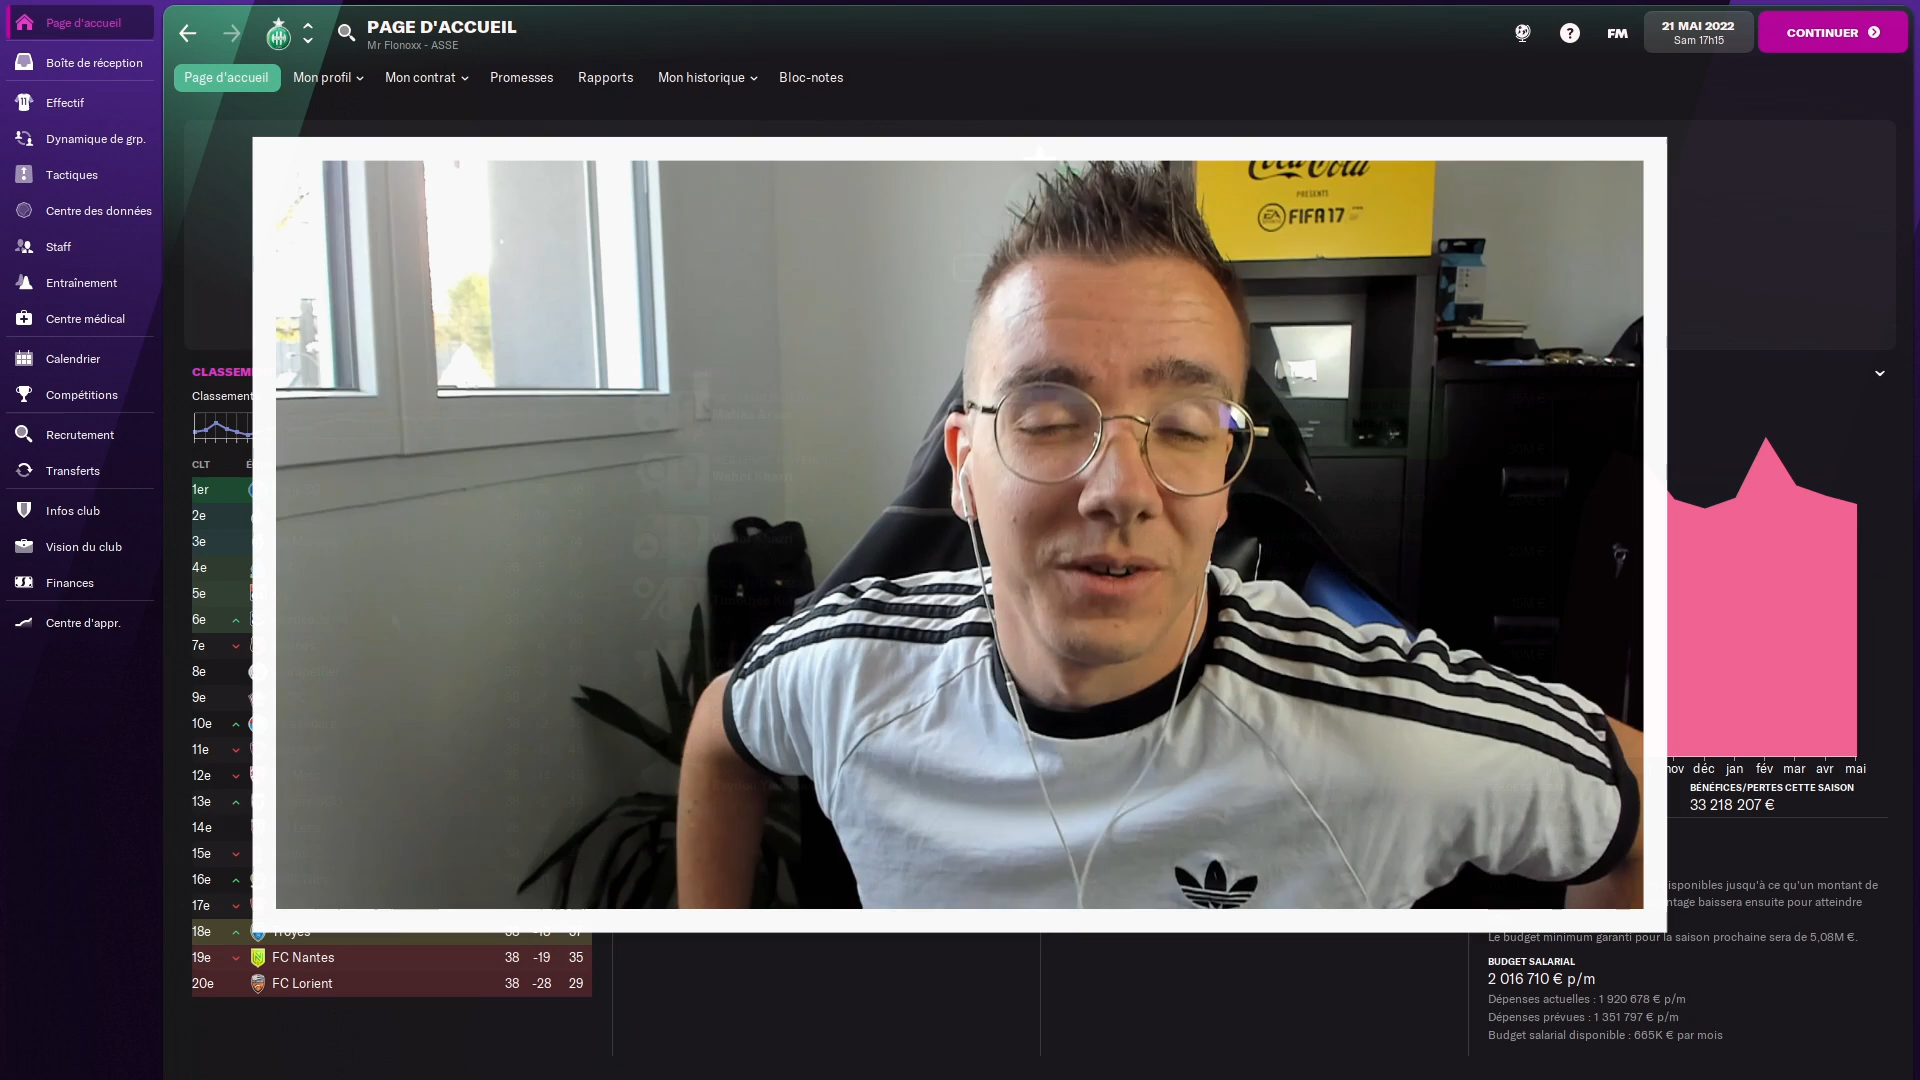 Page d'accueil
Boîte de réception
Effectif
Dynamique de grp.
Tactiques
Centre des données
Staff
Entraînement
Centre médical
Calendrier
Compétitions
Recrutement
Transferts
Infos club
Vision du club
Finances
Centre d'appr.
PAGE D'ACCUEIL
Mr Flonoxx - ASSE
FM
21 MAI 2022
Sam 17h15
CONTINUER
Page d'accueil
Mon profil
Mon contrat
Promesses
Rapports
Mon historique
Bloc-notes
Coca Cola
PRESENTS
EA
FIFA 17
CLASSEM
Classement
CLT
1er
2e
3e
4e
5e
6e
7e
8e
9e
10e
11e
12e
13e
14e
15e
16e
17e
18e Troyes 38 -18 37
19e FC Nantes 38 -19 35
20e FC Lorient 38 -28 29
nov déc jan fév mar avr mai
BÉNÉFICES/PERTES CETTE SAISON
33 218 207 €
isponibles jusqu'à ce qu'un montant de
ntage baissera ensuite pour atteindre
Le budget minimum garanti pour la saison prochaine sera de 5,08M €.
BUDGET SALARIAL
2 016 710 € p/m
Dépenses actuelles : 1 920 678 € p/m
Dépenses prévues : 1 351 797 € p/m
Budget salarial disponible : 665K € par mois